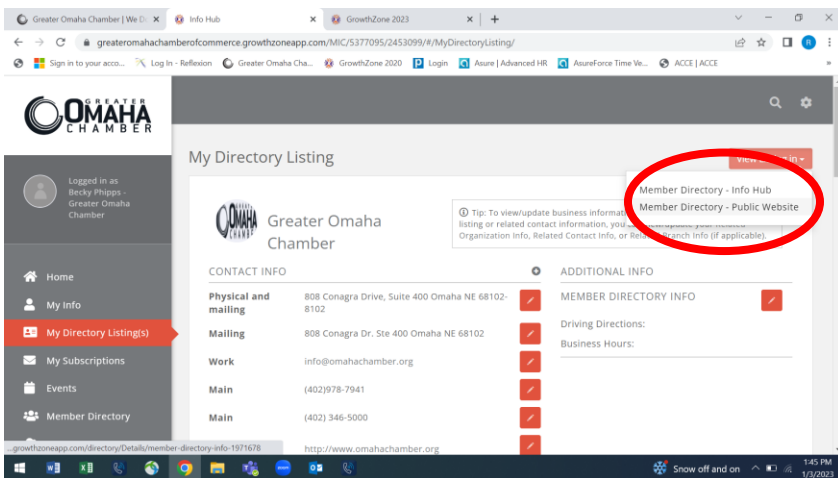 Greater Omaha Chamber | We D
Info Hub
GrowthZone 2023
greateromahachamberofcommerce.growthzoneapp.com/MIC/5377095/2453099/#/MyDirectoryListing/
R
Sign in to your acco...
Log In - Reflexion
Greater Omaha Cha...
GrowthZone 2020
Login
Asure | Advanced HR
AsureForce Time Ve...
ACCE | ACCE
GREATER
OMAHA
CHAMBER
Logged in as
Becky Phipps -
Greater Omaha
Chamber
Home
My Info
My Directory Listing(s)
My Subscriptions
Events
Member Directory
My Directory Listing
in
Member Directory - Info Hub
Member Directory - Public Website
OMAHA
Greater Omaha
Chamber
Tip: To view/update business informat
listing or related contact information, you
Organization Info, Related Contact Info, or Branch Info (if applicable).
CONTACT INFO
Physical and mailing 808 Conagra Drive, Suite 400 Omaha NE 68102-
8102
Mailing 808 Conagra Dr. Ste 400 Omaha NE 68102
Work info@omahachamber.org
Main (402)978-7941
Main (402) 346-5000
http://www.omahachamber.org
ADDITIONAL INFO
MEMBER DIRECTORY INFO
Driving Directions:
Business Hours:
...growthzoneapp.com/directory/Details/member-directory-info-1971678
Snow off and on
1:45 PM
1/3/2023